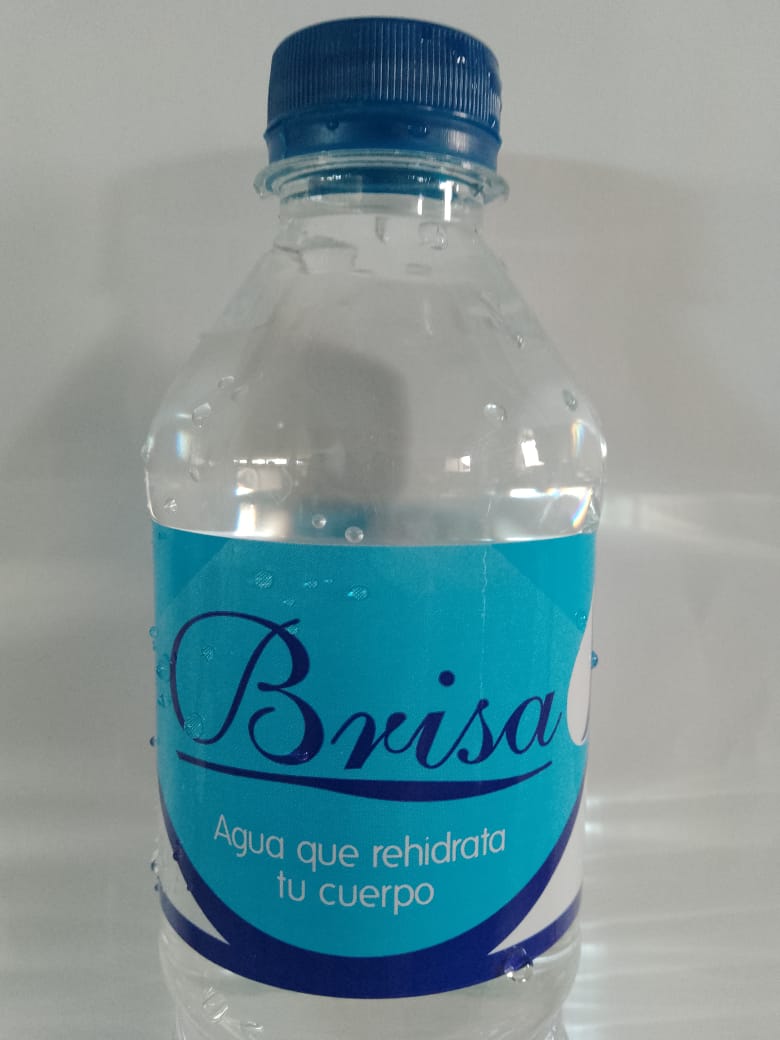 Brisa
Agua que rehidrata
tu cuerpo